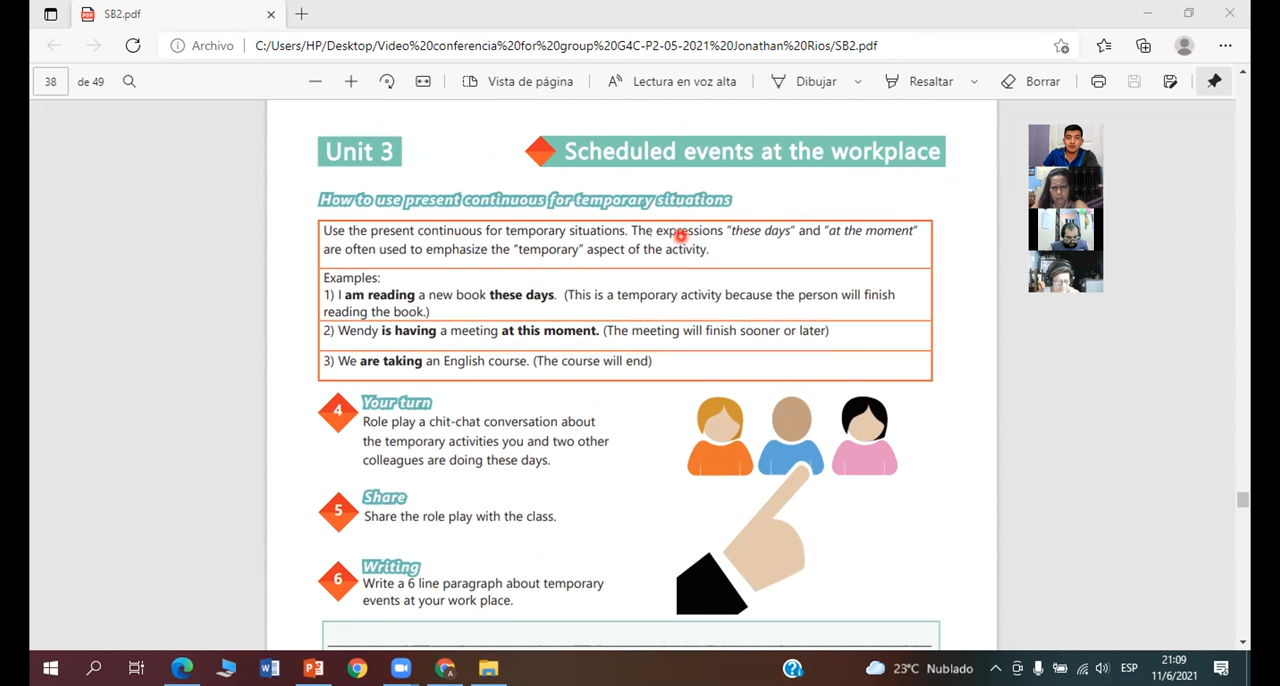 SB2.pdf
Archivo C:/Users/HP/Desktop/Video%20conferencia%20for%20group%20G4C-P2-05-2021%20Jonathan%20Rios/SB2.pdf
38 de 49 Vista de página Lectura en voz alta Dibujar Resaltar Borrar
Unit 3 Scheduled events at the workplace
How to use present continuous for temporary situations
Use the present continuous for temporary situations. The expressions "these days" and "at the moment"
are often used to emphasize the "temporary" aspect of the activity.
Examples:
1) I am reading a new book these days. (This is a temporary activity because the person will finish
reading the book.)
2) Wendy is having a meeting at this moment. (The meeting will finish sooner or later)
3) We are taking an English course. (The course will end)
4 Your turn
Role play a chit-chat conversation about
the temporary activities you and two other
colleagues are doing these days.
5 Share
Share the role play with the class.
6 Writing
Write a 6 line paragraph about temporary
events at your work place.
23°C Nublado ESP 21:09
11/6/2021